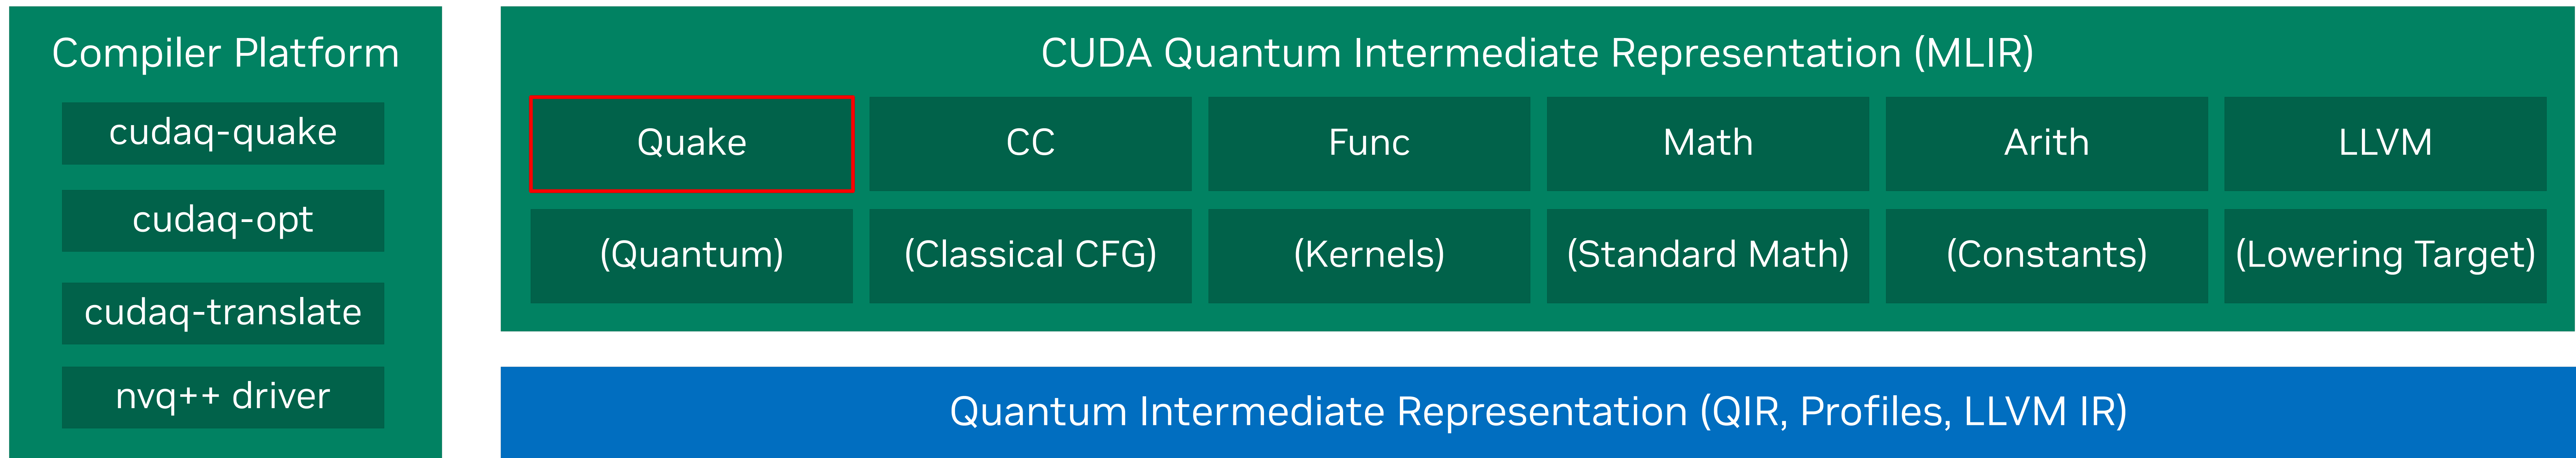 Compiler Platform
cudaq-quake
cudaq-opt
cudaq-translate
nvq++ driver
CUDA Quantum Intermediate Representation (MLIR)
Quake
CC
Func
Math
Arith
LLVM
(Quantum)
(Classical CFG)
(Kernels)
(Standard Math)
(Constants)
(Lowering Target)
Quantum Intermediate Representation (QIR, Profiles, LLVM IR)